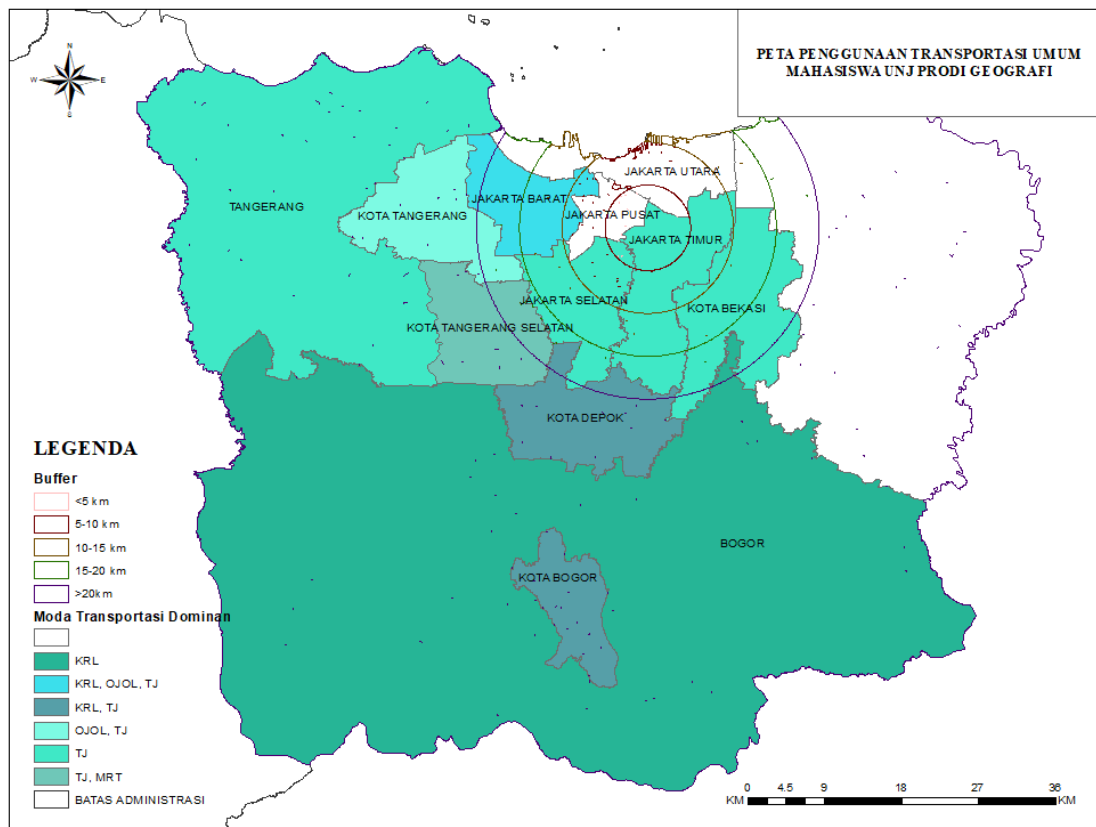 PETA PENGGUNAAN TRANSPORTASI UMUM
MAHASISWA UNJ PRODI GEOGRAFI
N
W
E
S
JAKARTA UTARA
JAKARTA BARAT
TANGERANG
KOTA TANGERANG
JAKARTA PUSAT
JAKARTA TIMUR
JAKARTA SELATAN
KOTA BEKASI
KOTA TANGERANG SELATAN
KOTA DEPOK
BOGOR
KOTA BOGOR
LEGENDA
Buffer
<5 km
5-10 km
10-15 km
15-20 km
>20km
Moda Transportasi Dominan
KRL
KRL, OJOL, TJ
KRL, TJ
OJOL, TJ
TJ
TJ, MRT
BATAS ADMINISTRASI
0 4.5 9 18 27 36
KM KM